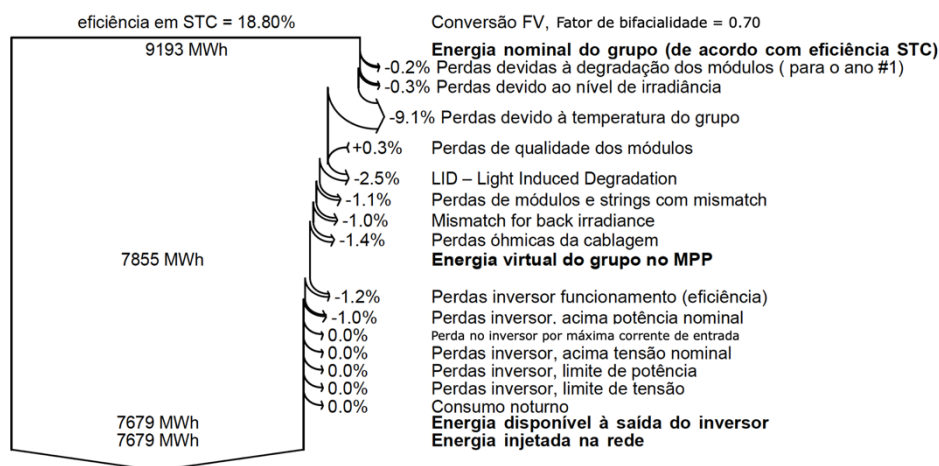 eficiência em STC = 18.80% Conversão FV, Fator de bifacialidade = 0.70
9193 MWh Energia nominal do grupo (de acordo com eficiência STC)
-0.2% Perdas devidas à degradação dos módulos ( para o ano #1)
-0.3% Perdas devido ao nível de irradiância
-9.1% Perdas devido à temperatura do grupo
+0.3% Perdas de qualidade dos módulos
-2.5% LID – Light Induced Degradation
-1.1% Perdas de módulos e strings com mismatch
-1.0% Mismatch for back irradiance
-1.4% Perdas óhmicas da cablagem
7855 MWh Energia virtual do grupo no MPP
-1.2% Perdas inversor funcionamento (eficiência)
-1.0% Perdas inversor, acima potência nominal
0.0% Perda no inversor por máxima corrente de entrada
0.0% Perdas inversor, acima tensão nominal
0.0% Perdas inversor, limite de potência
0.0% Perdas inversor, limite de tensão
0.0% Consumo noturno
7679 MWh Energia disponível à saída do inversor
7679 MWh Energia injetada na rede